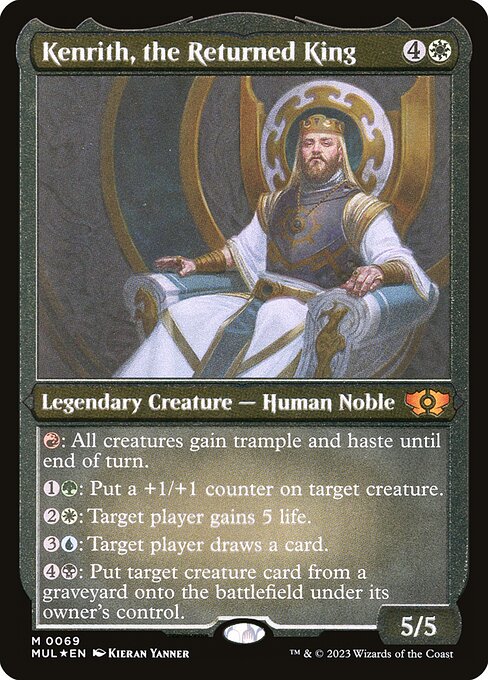 Kenrith, the Returned King 4
Legendary Creature — Human Noble
: All creatures gain trample and haste until
end of turn.
1: Put a +1/+1 counter on target creature.
2: Target player gains 5 life.
3: Target player draws a card.
4: Put target creature card from a
graveyard onto the battlefield under its
owner's control.
5/5
M 0069
MUL★EN Kieran Yanner
™ & © 2023 Wizards of the Coast